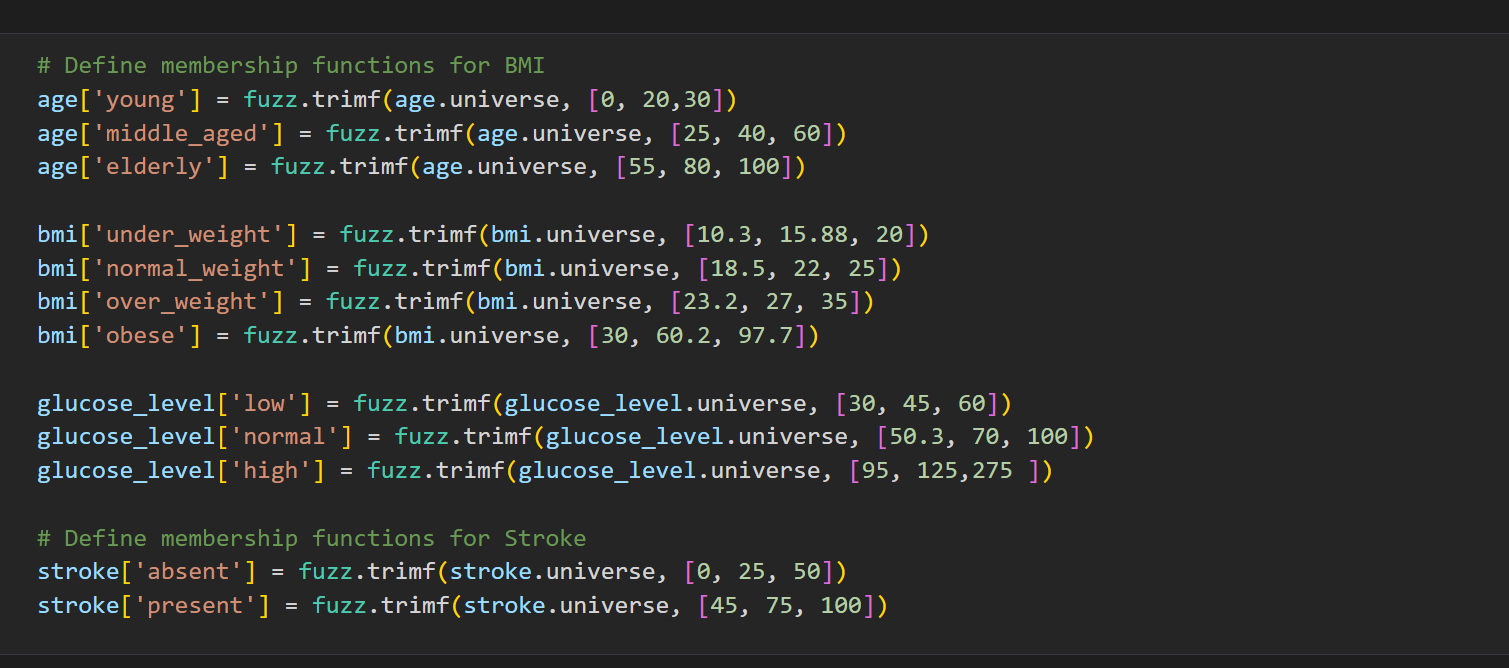 # Define membership functions for BMI
age['young'] = fuzz.trimf(age.universe, [0, 20,30])
age['middle_aged'] = fuzz.trimf(age.universe, [25, 40, 60])
age['elderly'] = fuzz.trimf(age.universe, [55, 80, 100])
bmi['under_weight'] = fuzz.trimf(bmi.universe, [10.3, 15.88, 20])
bmi['normal_weight'] = fuzz.trimf(bmi.universe, [18.5, 22, 25])
bmi['over_weight'] = fuzz.trimf(bmi.universe, [23.2, 27, 35])
bmi['obese'] = fuzz.trimf(bmi.universe, [30, 60.2, 97.7])
glucose_level['low'] = fuzz.trimf(glucose_level.universe, [30, 45, 60])
glucose_level['normal'] = fuzz.trimf(glucose_level.universe, [50.3, 70, 100])
glucose_level['high'] = fuzz.trimf(glucose_level.universe, [95, 125,275 ])
# Define membership functions for Stroke
stroke['absent'] = fuzz.trimf(stroke.universe, [0, 25, 50])
stroke['present'] = fuzz.trimf(stroke.universe, [45, 75, 100])